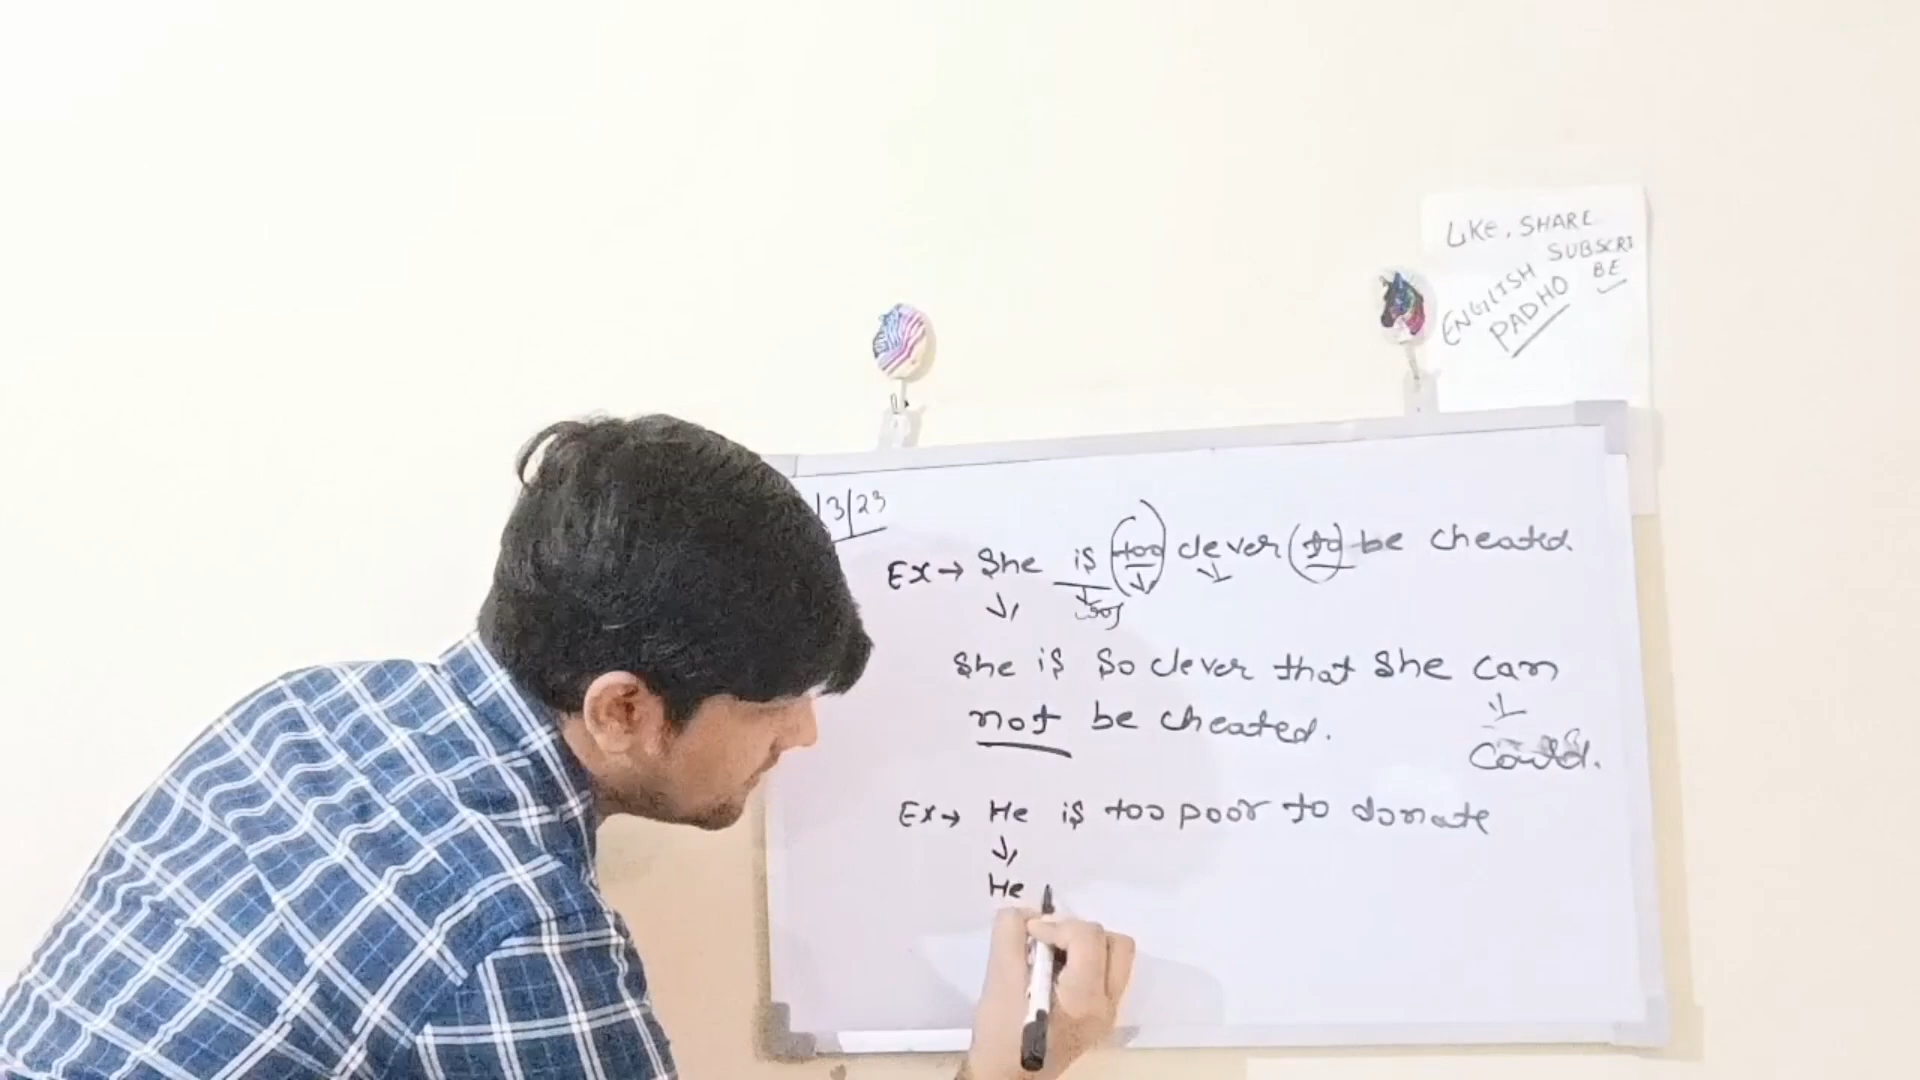 LIKE, SHARE
SUBSCRI
BE
ENGLISH
PADHO
/3/23
Ex→ She is too clever to be cheated.
She is so clever that she can
not be cheated.
Could.
Ex→ He is too poor to donate
He